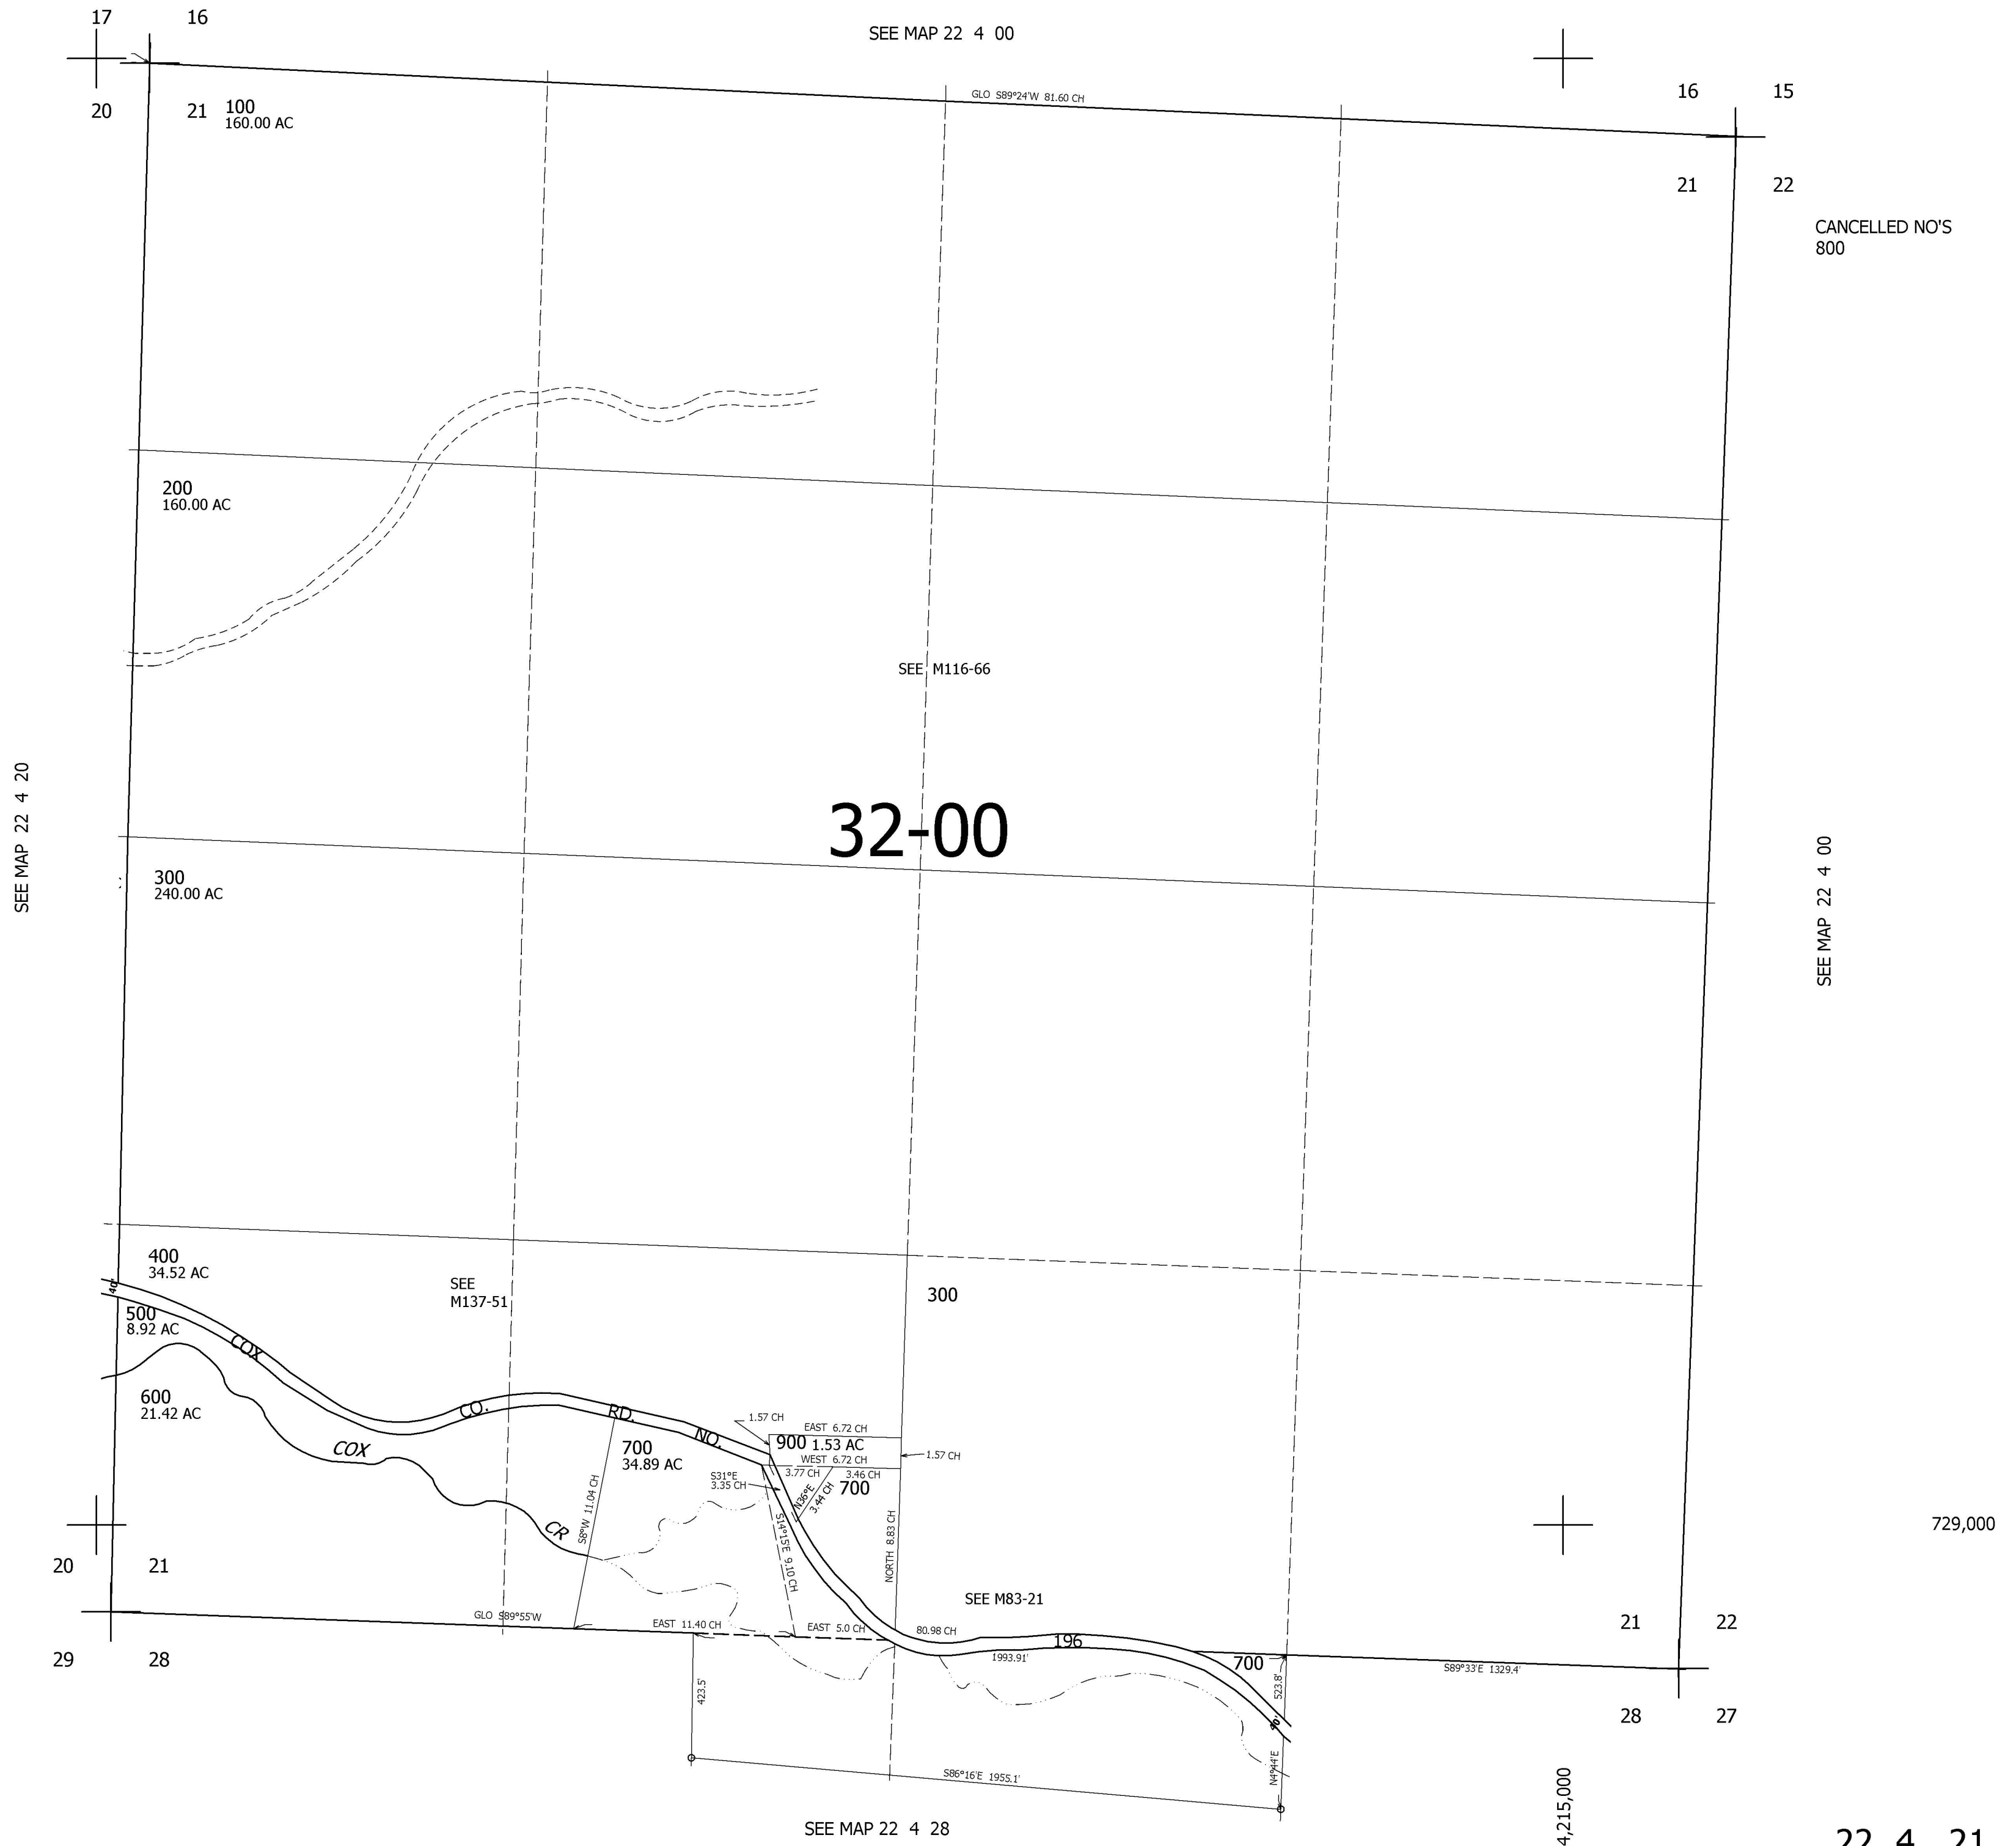 17 16
SEE MAP 22 4 00
GLO S89°24'W 81.60 CH
16 15
20 21
100
160.00 AC
21 22
CANCELLED NO'S
800
200
160.00 AC
SEE M116-66
SEE MAP 22 4 20
32-00
SEE MAP 22 4 00
300
240.00 AC
400
34.52 AC
40'
500
8.92 AC
SEE
M137-51
300
COX CO. RD. NO. 196
600
21.42 AC
COX CR
700
34.89 AC
S8°W 11.04 CH
1.57 CH
EAST 6.72 CH
900 1.53 AC
WEST 6.72 CH
1.57 CH
3.77 CH
3.46 CH
S31°E
3.35 CH
N36°E
3.44 CH
700
S14°15'E 9.10 CH
NORTH 8.83 CH
729,000
20 21
GLO S89°55'W
EAST 11.40 CH
EAST 5.0 CH
80.98 CH
SEE M83-21
21 22
29 28
1993.91'
700
S89°33'E 1329.4'
423.5'
523.8'
28 27
N4°44'E
S86°16'E 1955.1'
4,215,000
SEE MAP 22 4 28
22 4 21